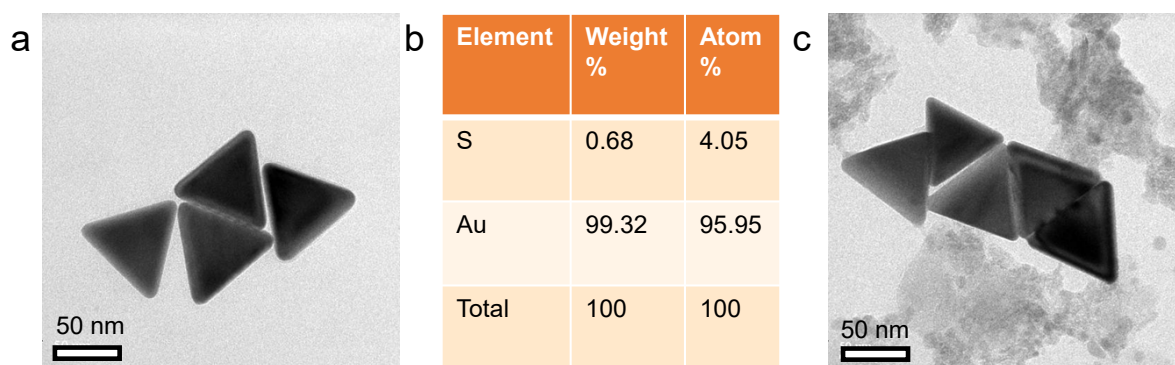 a
50 nm
b
Element Weight % Atom %
S 0.68 4.05
Au 99.32 95.95
Total 100 100
c
50 nm